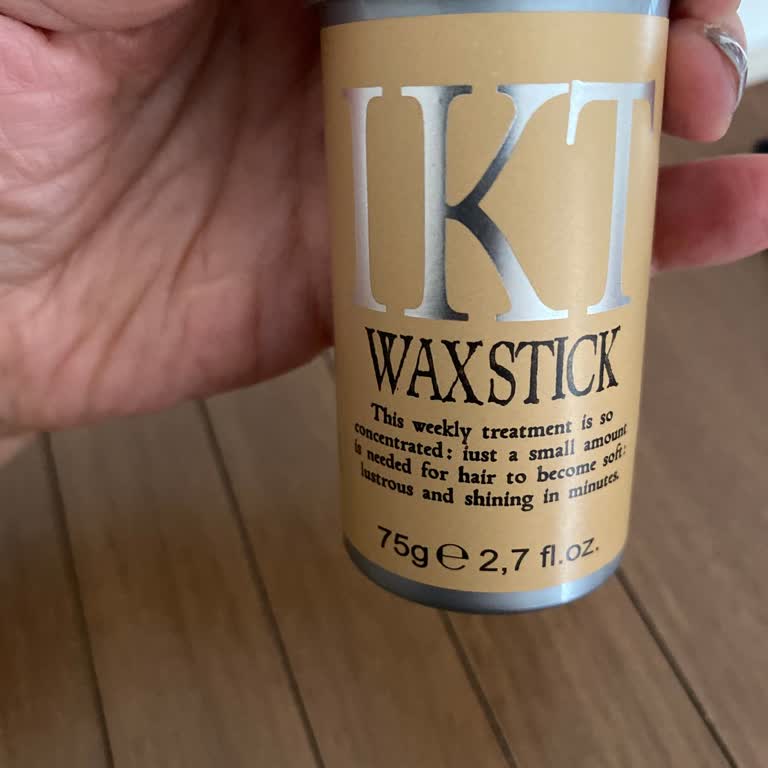 IKT
WAXSTICK
This weekly treatment is so
concentrated: iust a small amount
is needed for hair to become soft:
lustrous and shining in minutes.
75g ℮ 2,7 fl.oz.